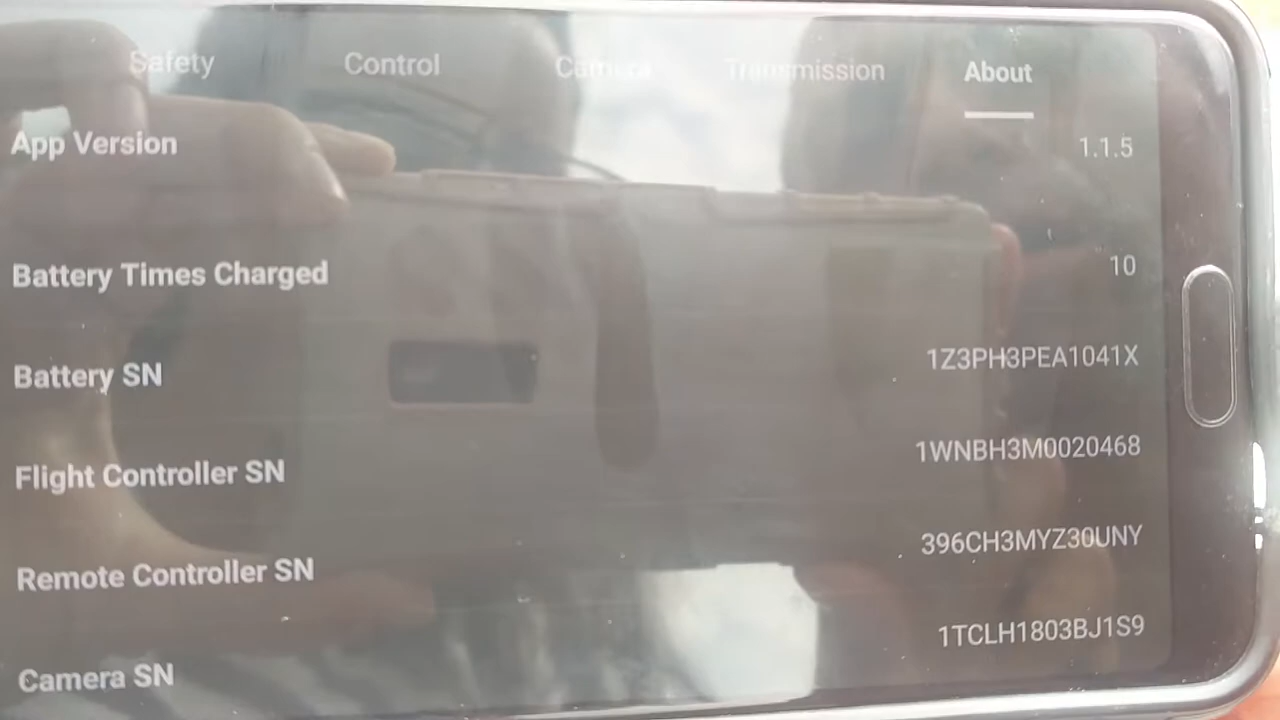 Safety Control Camera Transmission About
App Version 1.1.5
Battery Times Charged 10
Battery SN 1Z3PH3PEA1041X
Flight Controller SN 1WNBH3M0020468
Remote Controller SN 396CH3MYZ30UNY
Camera SN 1TCLH1803BJ1S9